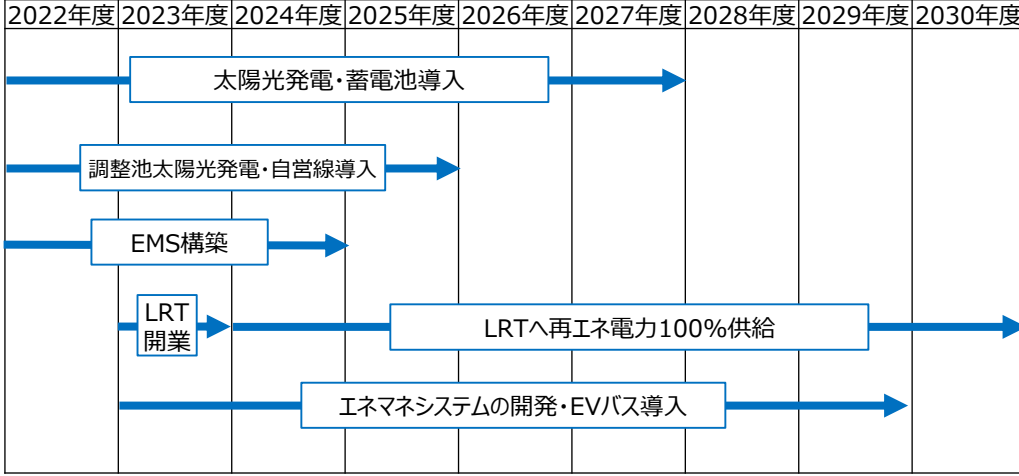 2022年度 2023年度 2024年度 2025年度 2026年度 2027年度 2028年度 2029年度 2030年度
太陽光発電・蓄電池導入
調整池太陽光発電・自営線導入
EMS構築
LRT
開業
LRTへ再エネ電力100%供給
エネマネシステムの開発・EVバス導入